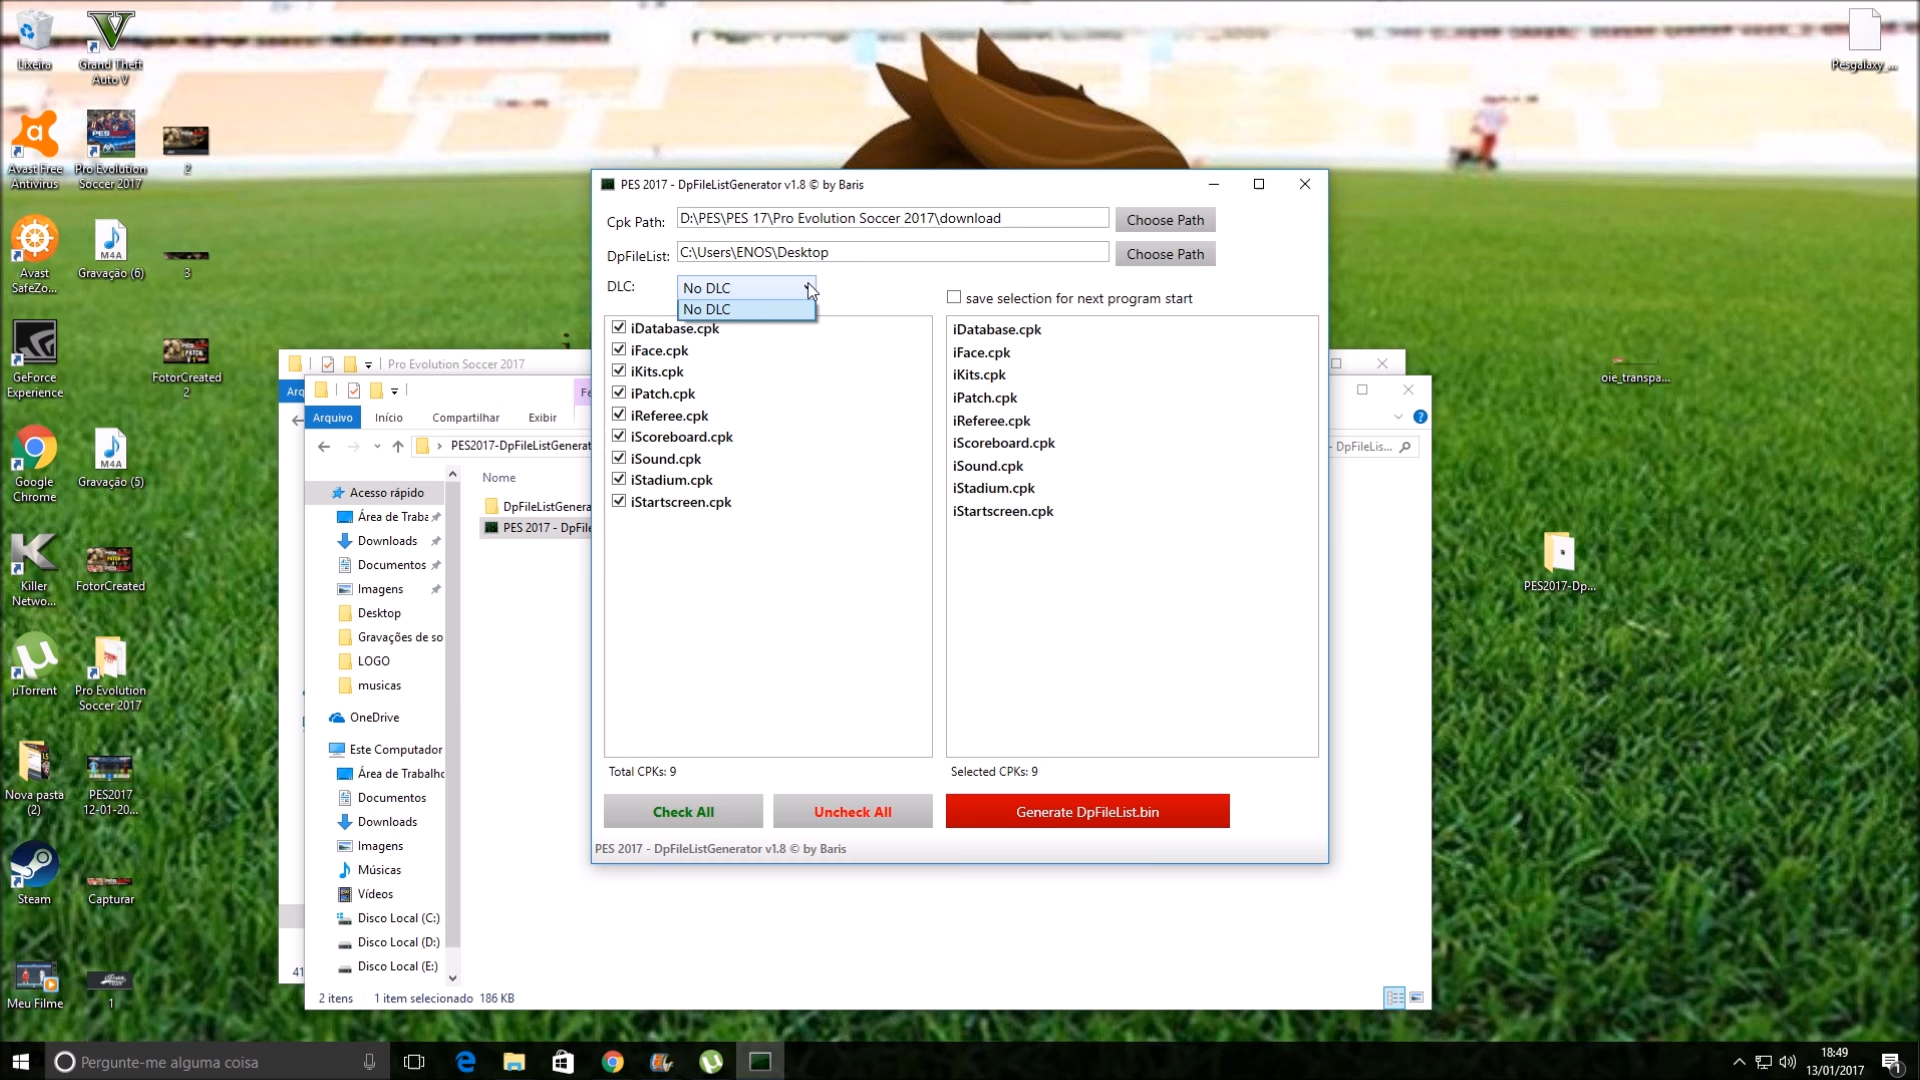 Lixeira
Grand Theft
Auto V
Pesgalaxy_...
Avast Free
Antivirus
Pro Evolution
Soccer 2017
2
Avast
SafeZo...
M4A
Gravação (6)
3
GeForce
Experience
FotorCreated
2
Google
Chrome
M4A
Gravação (5)
Killer
Netwo...
FotorCreated
µTorrent
Pro Evolution
Soccer 2017
Nova pasta
(2)
PES2017
12-01-20...
Steam
Capturar
Meu Filme
1
oie_transpa...
PES2017-Dp...
PES 2017 - DpFileListGenerator v1.8 © by Baris
Cpk Path:
D:\PES\PES 17\Pro Evolution Soccer 2017\download
Choose Path
DpFileList:
C:\Users\ENOS\Desktop
Choose Path
DLC:
No DLC
No DLC
save selection for next program start
iDatabase.cpk
iFace.cpk
iKits.cpk
iPatch.cpk
iReferee.cpk
iScoreboard.cpk
iSound.cpk
iStadium.cpk
iStartscreen.cpk
iDatabase.cpk
iFace.cpk
iKits.cpk
iPatch.cpk
iReferee.cpk
iScoreboard.cpk
iSound.cpk
iStadium.cpk
iStartscreen.cpk
Total CPKs: 9
Selected CPKs: 9
Check All
Uncheck All
Generate DpFileList.bin
PES 2017 - DpFileListGenerator v1.8 © by Baris
Pro Evolution Soccer 2017
Arq
Fe
Arquivo
Início
Compartilhar
Exibir
PES2017-DpFileListGenerat
- DpFileLis...
Nome
DpFileListGenera
PES 2017 - DpFile
Acesso rápido
Área de Traba
Downloads
Documentos
Imagens
Desktop
Gravações de so
LOGO
musicas
OneDrive
Este Computador
Área de Trabalho
Documentos
Downloads
Imagens
Músicas
Vídeos
Disco Local (C:)
Disco Local (D:)
Disco Local (E:)
41
2 itens
1 item selecionado 186 KB
Pergunte-me alguma coisa
18:49
13/01/2017
1